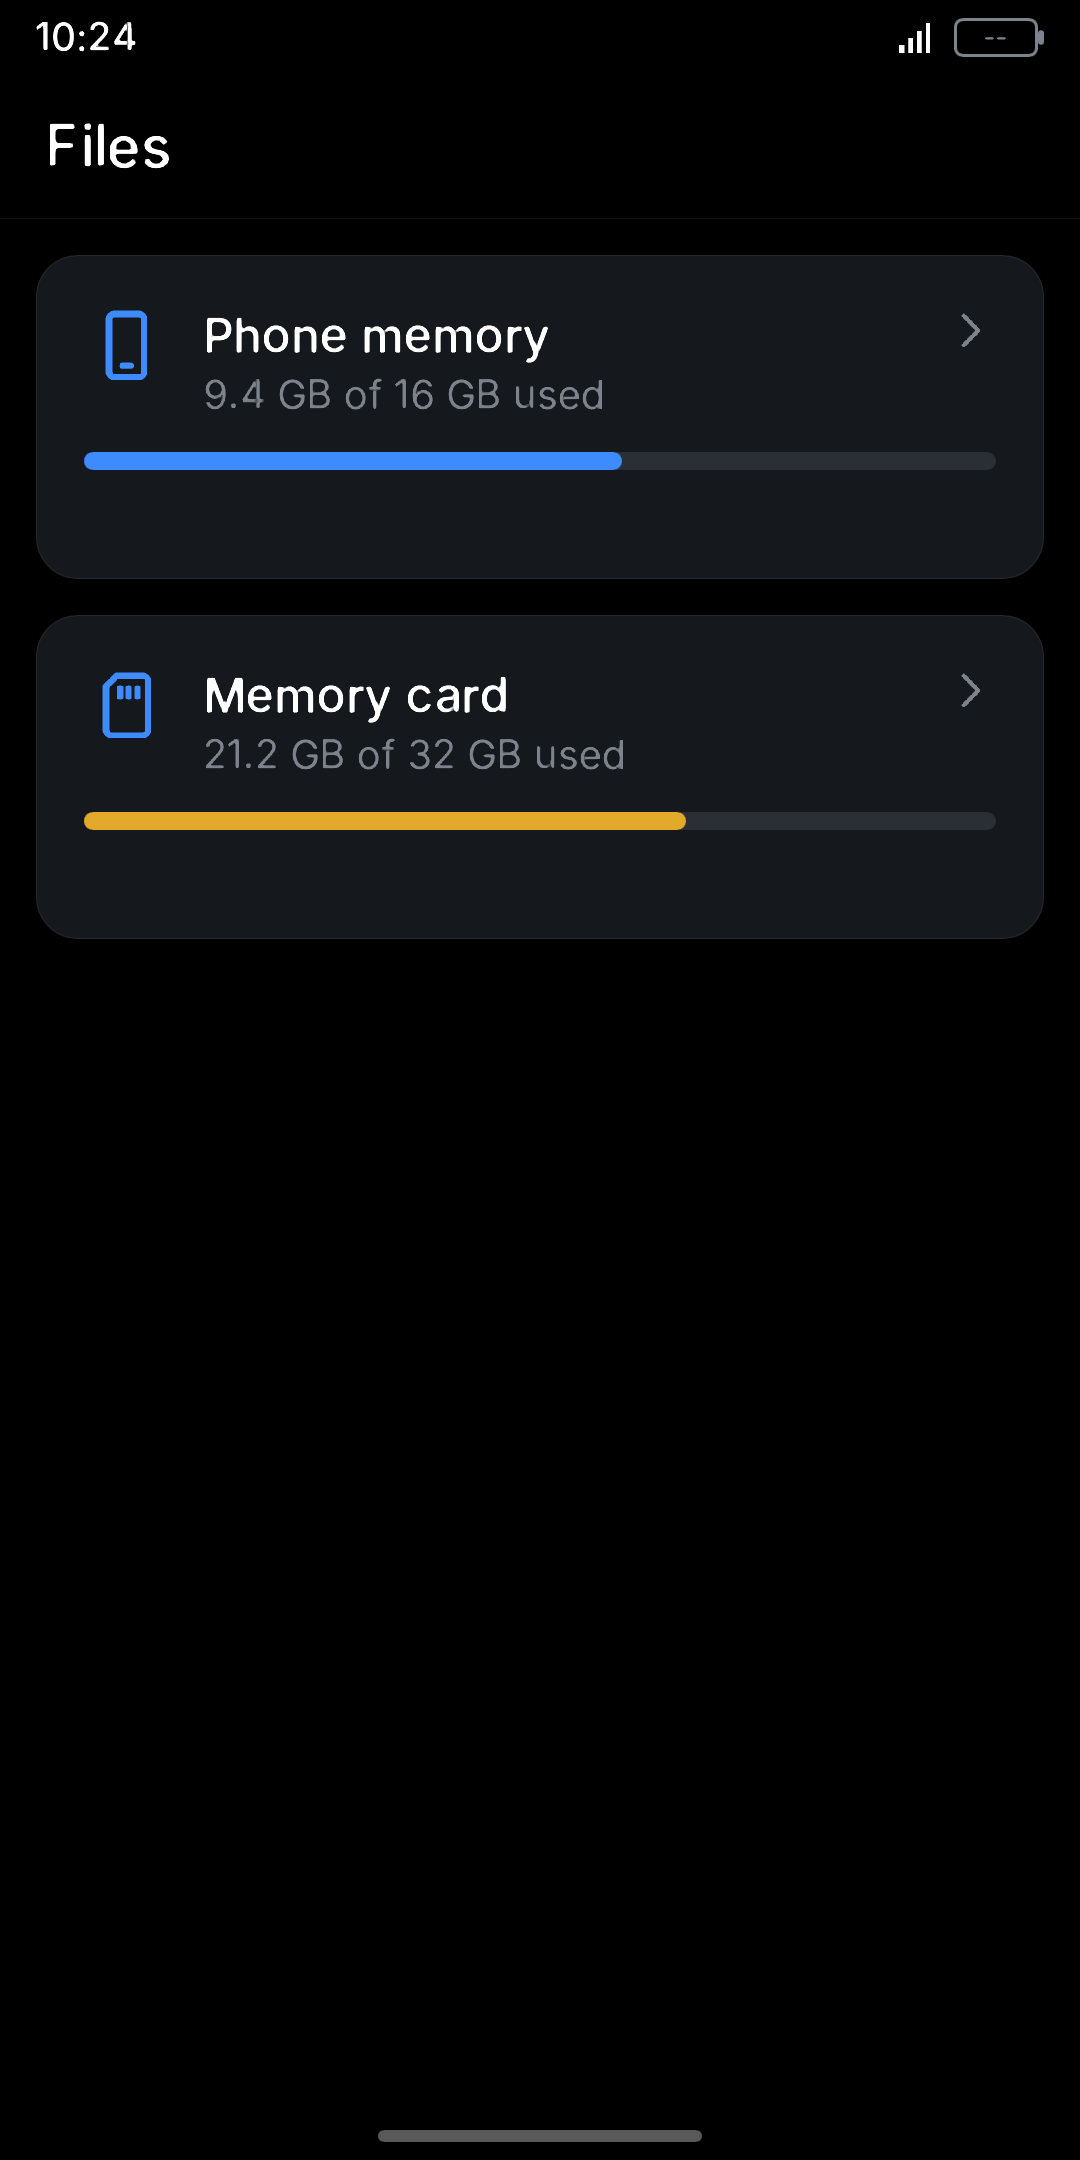 10:24
--
Files
Phone memory
9.4 GB of 16 GB used
Memory card
21.2 GB of 32 GB used